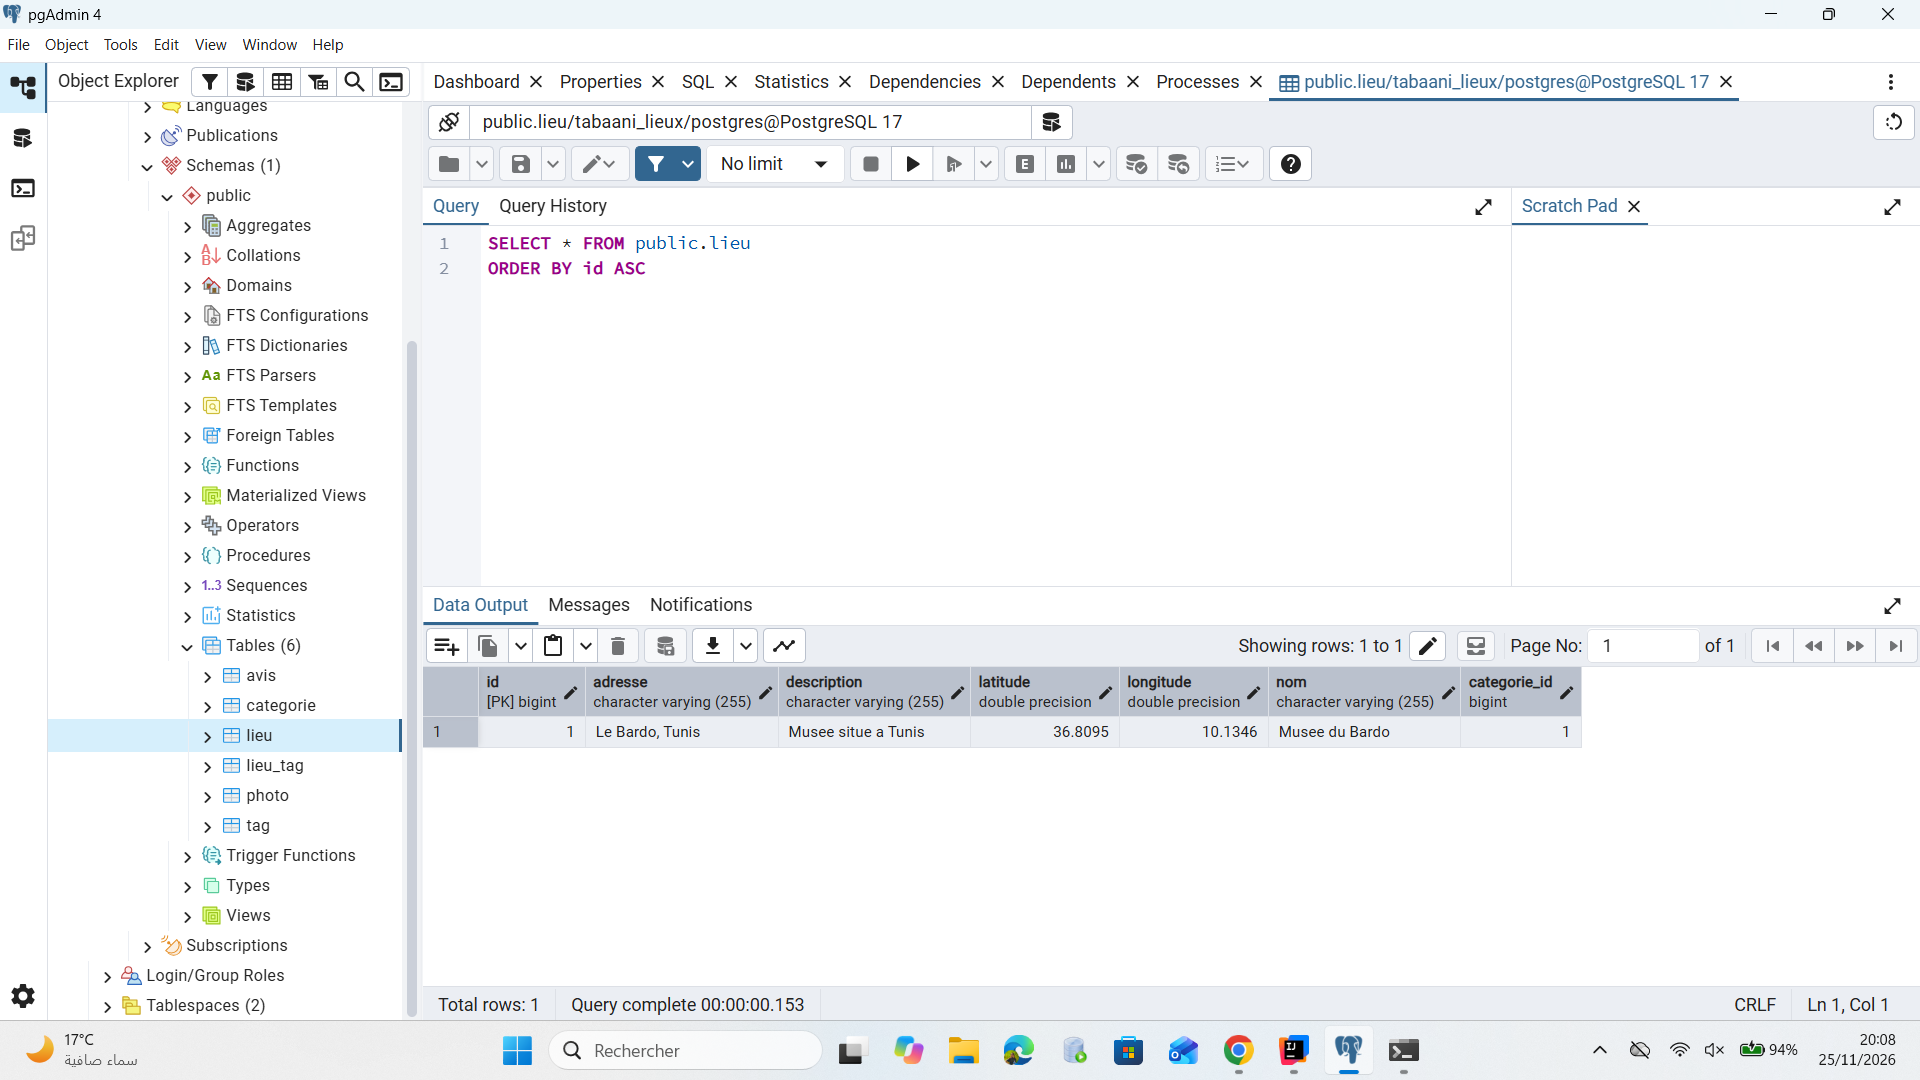 pgAdmin 4
File Object Tools Edit View Window Help
Object Explorer
Dashboard Properties SQL Statistics Dependencies Dependents Processes public.lieu/tabaani_lieux/postgres@PostgreSQL 17
public.lieu/tabaani_lieux/postgres@PostgreSQL 17
No limit
E
Languages
Publications
Schemas (1)
public
Aggregates
Collations
Domains
FTS Configurations
FTS Dictionaries
Aa FTS Parsers
FTS Templates
Foreign Tables
Functions
Materialized Views
Operators
Procedures
1..3 Sequences
Statistics
Tables (6)
avis
categorie
lieu
lieu_tag
photo
tag
Trigger Functions
Types
Views
Subscriptions
Login/Group Roles
Tablespaces (2)
Query Query History
Scratch Pad
1 SELECT * FROM public.lieu
2 ORDER BY id ASC
Data Output Messages Notifications
Showing rows: 1 to 1 Page No: 1 of 1
id adresse description latitude longitude nom categorie_id
[PK] bigint character varying (255) character varying (255) double precision double precision character varying (255) bigint
1 1 Le Bardo, Tunis Musee situe a Tunis 36.8095 10.1346 Musee du Bardo 1
Total rows: 1 Query complete 00:00:00.153 CRLF Ln 1, Col 1
17°C
سماء صافية
Rechercher
94%
20:08
25/11/2026